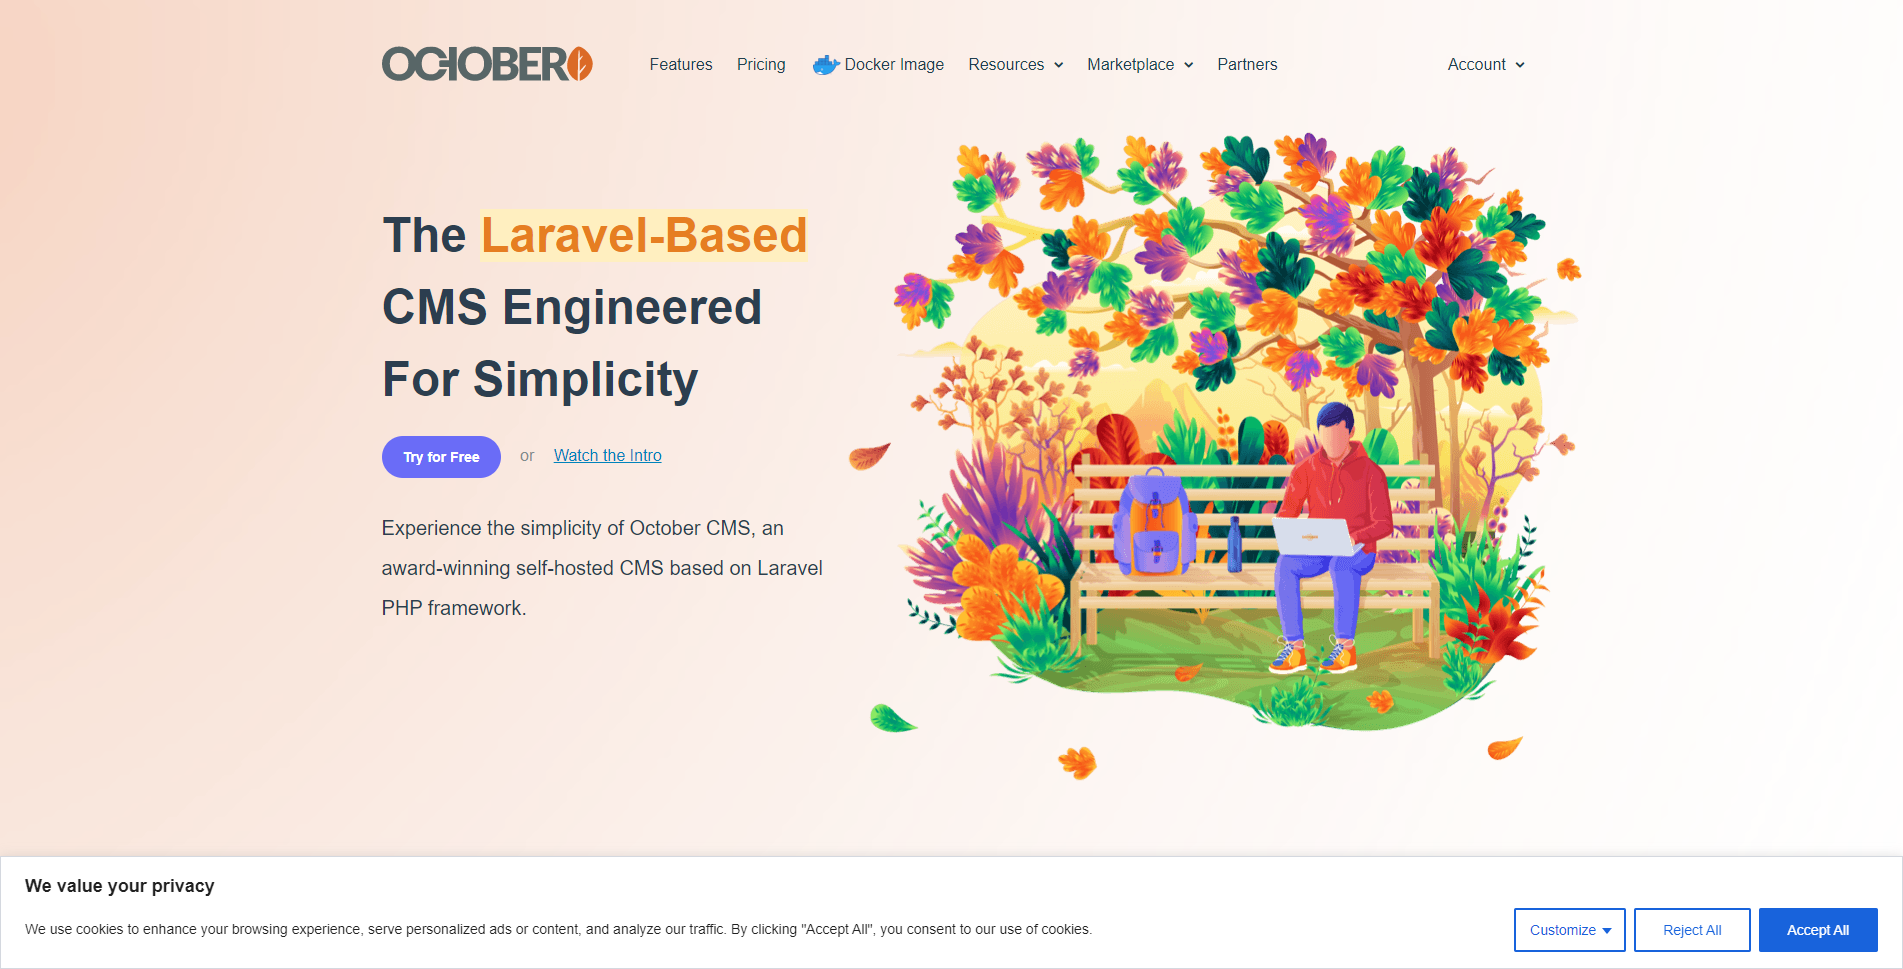 OCTOBER
Features
Pricing
Docker Image
Resources
Marketplace
Partners
Account
The Laravel-Based
CMS Engineered
For Simplicity
Try for Free
or
Watch the Intro
Experience the simplicity of October CMS, an
award-winning self-hosted CMS based on Laravel
PHP framework.
We value your privacy
We use cookies to enhance your browsing experience, serve personalized ads or content, and analyze our traffic. By clicking "Accept All", you consent to our use of cookies.
Customize
Reject All
Accept All